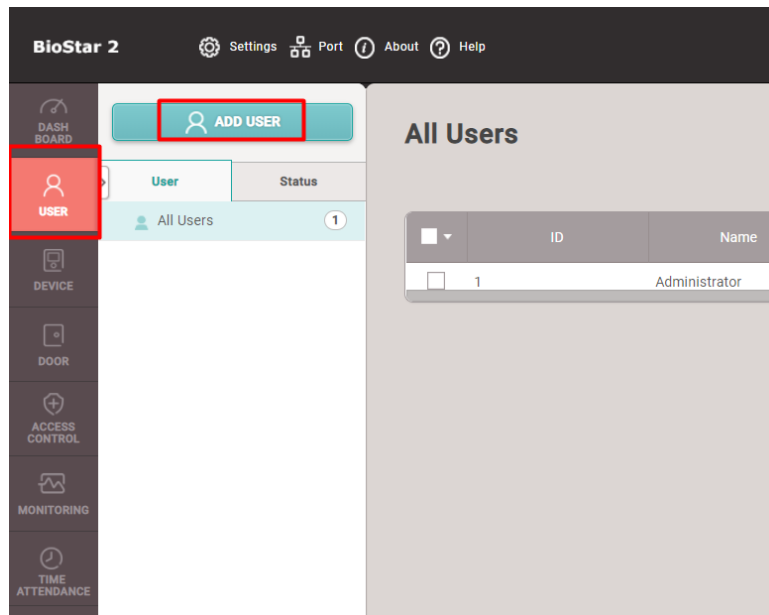 BioStar 2
Settings
Port
About
Help
DASH
BOARD
USER
DEVICE
DOOR
ACCESS
CONTROL
MONITORING
TIME
ATTENDANCE
ADD USER
User
Status
All Users
1
All Users
ID
Name
1
Administrator